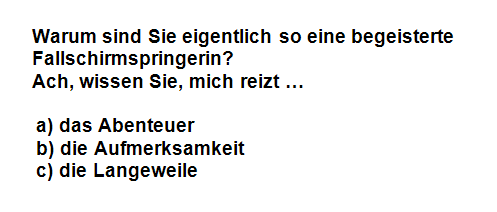 Warum sind Sie eigentlich so eine begeisterte
Fallschirmspringerin?
Ach, wissen Sie, mich reizt …
a) das Abenteuer
b) die Aufmerksamkeit
c) die Langeweile